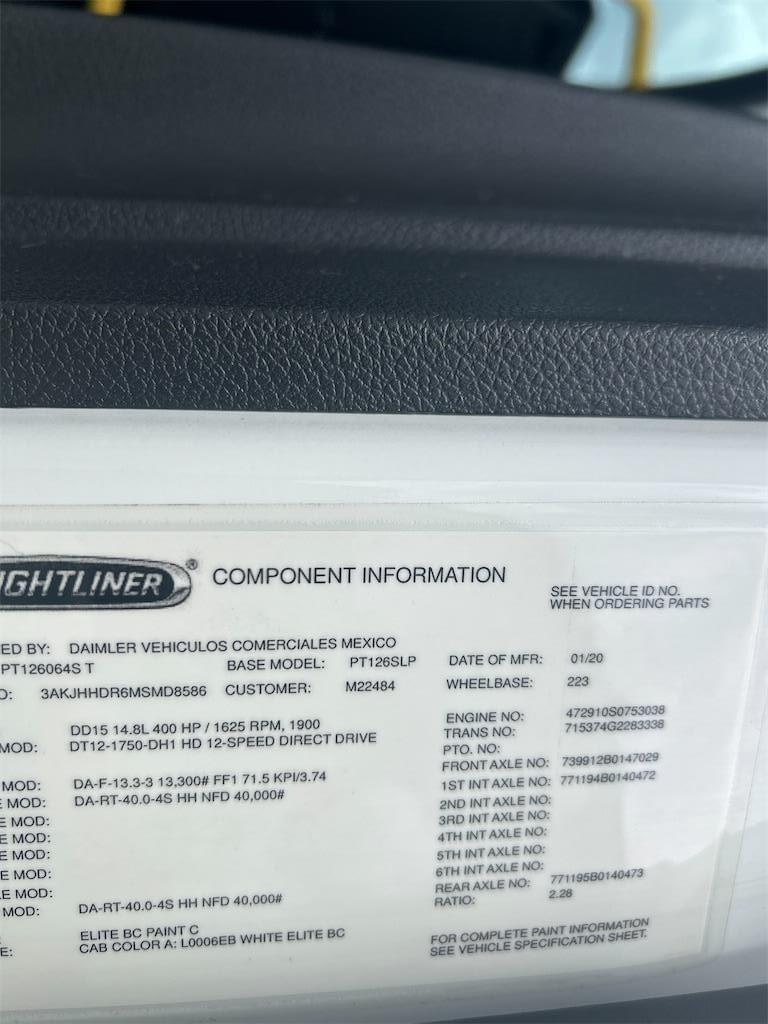 IGHTLINER® COMPONENT INFORMATION
SEE VEHICLE ID NO.
WHEN ORDERING PARTS
ED BY: DAIMLER VEHICULOS COMERCIALES MEXICO
PT126064S T BASE MODEL: PT126SLP DATE OF MFR: 01/20
O: 3AKJHHDR6MSMD8586 CUSTOMER: M22484 WHEELBASE: 223
DD15 14.8L 400 HP / 1625 RPM, 1900 ENGINE NO: 472910S0753038
MOD: DT12-1750-DH1 HD 12-SPEED DIRECT DRIVE TRANS NO: 715374G2283338
PTO. NO:
FRONT AXLE NO: 739912B0147029
MOD: DA-F-13.3-3 13,300# FF1 71.5 KPI/3.74 1ST INT AXLE NO: 771194B0140472
E MOD: DA-RT-40.0-4S HH NFD 40,000# 2ND INT AXLE NO:
E MOD: 3RD INT AXLE NO:
E MOD: 4TH INT AXLE NO:
E MOD: 5TH INT AXLE NO:
E MOD: 6TH INT AXLE NO:
LE MOD: REAR AXLE NO: 771195B0140473
MOD: DA-RT-40.0-4S HH NFD 40,000# RATIO: 2.28
ELITE BC PAINT C
E: CAB COLOR A: L0006EB WHITE ELITE BC
FOR COMPLETE PAINT INFORMATION
SEE VEHICLE SPECIFICATION SHEET.